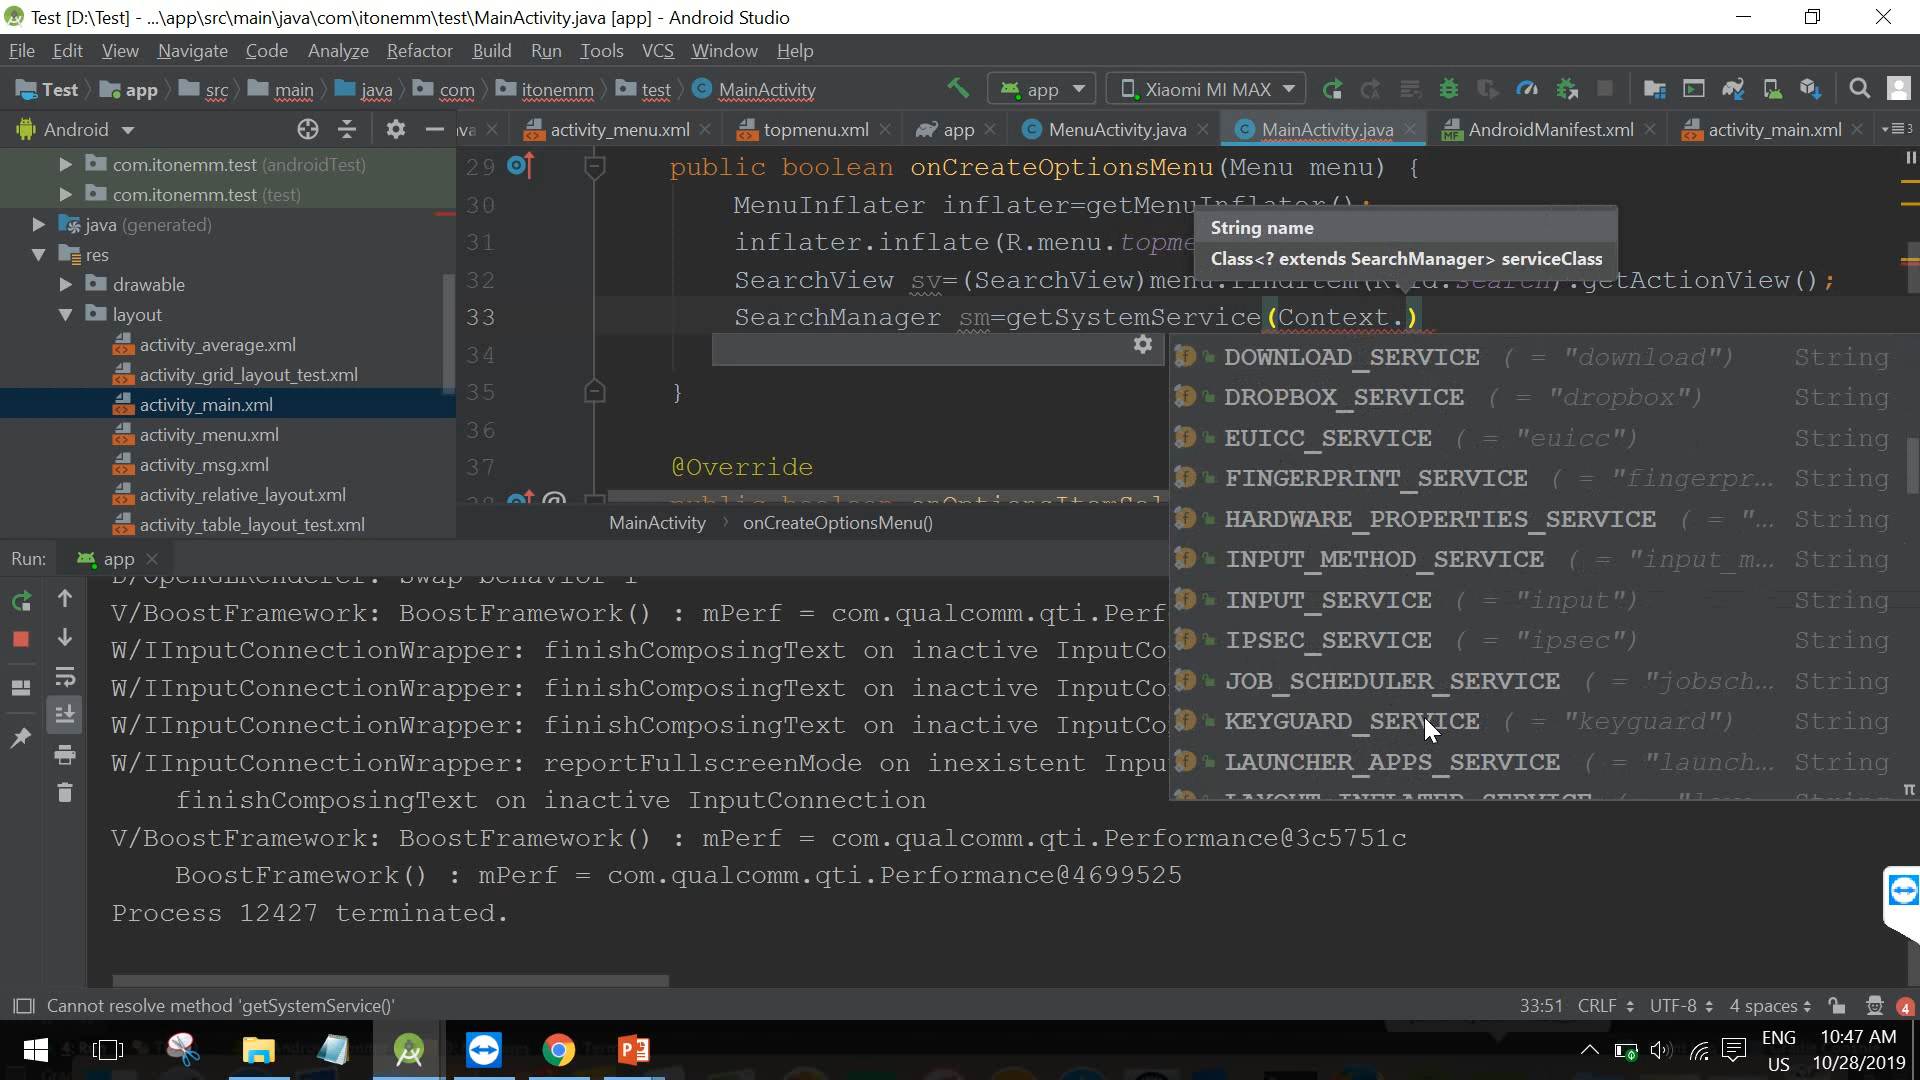 Test [D:\Test] - ...\app\src\main\java\com\itonemm\test\MainActivity.java [app] - Android Studio
File Edit View Navigate Code Analyze Refactor Build Run Tools VCS Window Help
Test app src main java com itonemm test MainActivity app Xiaomi MI MAX
Android activity_menu.xml topmenu.xml app MenuActivity.java MainActivity.java AndroidManifest.xml activity_main.xml 3
com.itonemm.test (androidTest)
com.itonemm.test (test)
java (generated)
res
drawable
layout
activity_average.xml
activity_grid_layout_test.xml
activity_main.xml
activity_menu.xml
activity_msg.xml
activity_relative_layout.xml
activity_table_layout_test.xml
29 public boolean onCreateOptionsMenu(Menu menu) {
30 MenuInflater inflater=getMenuInflater();
31 inflater.inflate(R.menu.topme
32 SearchView sv=(SearchView)menu.findItem(R.id.search).getActionView();
33 SearchManager sm=getSystemService(Context.)
34
35 }
36
37 @Override
38 public boolean onOptionsItemSel
String name
Class<? extends SearchManager> serviceClass
DOWNLOAD_SERVICE ( = "download") String
DROPBOX_SERVICE ( = "dropbox") String
EUICC_SERVICE ( = "euicc") String
FINGERPRINT_SERVICE ( = "fingerpr... String
HARDWARE_PROPERTIES_SERVICE ( = "... String
INPUT_METHOD_SERVICE ( = "input_m... String
INPUT_SERVICE ( = "input") String
IPSEC_SERVICE ( = "ipsec") String
JOB_SCHEDULER_SERVICE ( = "jobsch... String
KEYGUARD_SERVICE ( = "keyguard") String
LAUNCHER_APPS_SERVICE ( = "launch... String
LAYOUT_INFLATER_SERVICE
MainActivity onCreateOptionsMenu()
Run: app
D/OpenGLRenderer: Swap behavior 1
V/BoostFramework: BoostFramework() : mPerf = com.qualcomm.qti.Perf
W/IInputConnectionWrapper: finishComposingText on inactive InputCo
W/IInputConnectionWrapper: finishComposingText on inactive InputCo
W/IInputConnectionWrapper: finishComposingText on inactive InputCo
W/IInputConnectionWrapper: reportFullscreenMode on inexistent Inpu
finishComposingText on inactive InputConnection
V/BoostFramework: BoostFramework() : mPerf = com.qualcomm.qti.Performance@3c5751c
BoostFramework() : mPerf = com.qualcomm.qti.Performance@4699525
Process 12427 terminated.
Cannot resolve method 'getSystemService()' 33:51 CRLF UTF-8 4 spaces 4
ENG
US
10:47 AM
10/28/2019